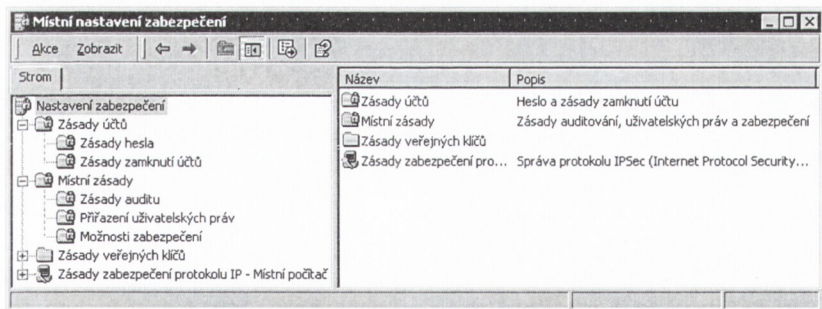 Místní nastavení zabezpečení
Akce Zobrazit
Strom
Nastavení zabezpečení
Zásady účtů
Zásady hesla
Zásady zamknutí účtů
Místní zásady
Zásady auditu
Přiřazení uživatelských práv
Možnosti zabezpečení
Zásady veřejných klíčů
Zásady zabezpečení protokolu IP - Místní počítač
Název Popis
Zásady účtů Heslo a zásady zamknutí účtu
Místní zásady Zásady auditování, uživatelských práv a zabezpečení
Zásady veřejných klíčů
Zásady zabezpečení pro... Správa protokolu IPSec (Internet Protocol Security...